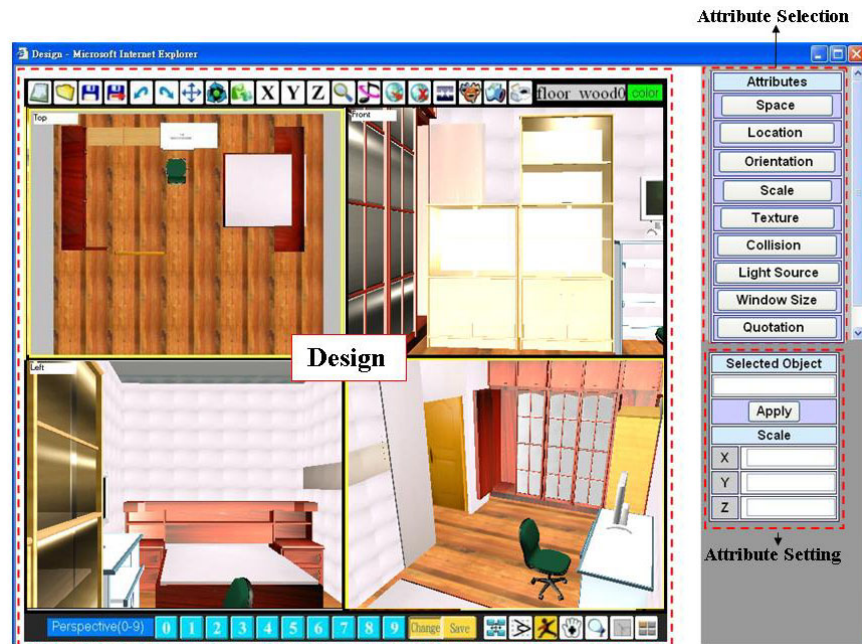 Attribute Selection
Design - Microsoft Internet Explorer
X Y Z floor_wood0 color
Top
Front
Left
Design
Attributes
Space
Location
Orientation
Scale
Texture
Collision
Light Source
Window Size
Quotation
Selected Object
Apply
Scale
X
Y
Z
Attribute Setting
Perspective(0-9) 0 1 2 3 4 5 6 7 8 9 Change Save